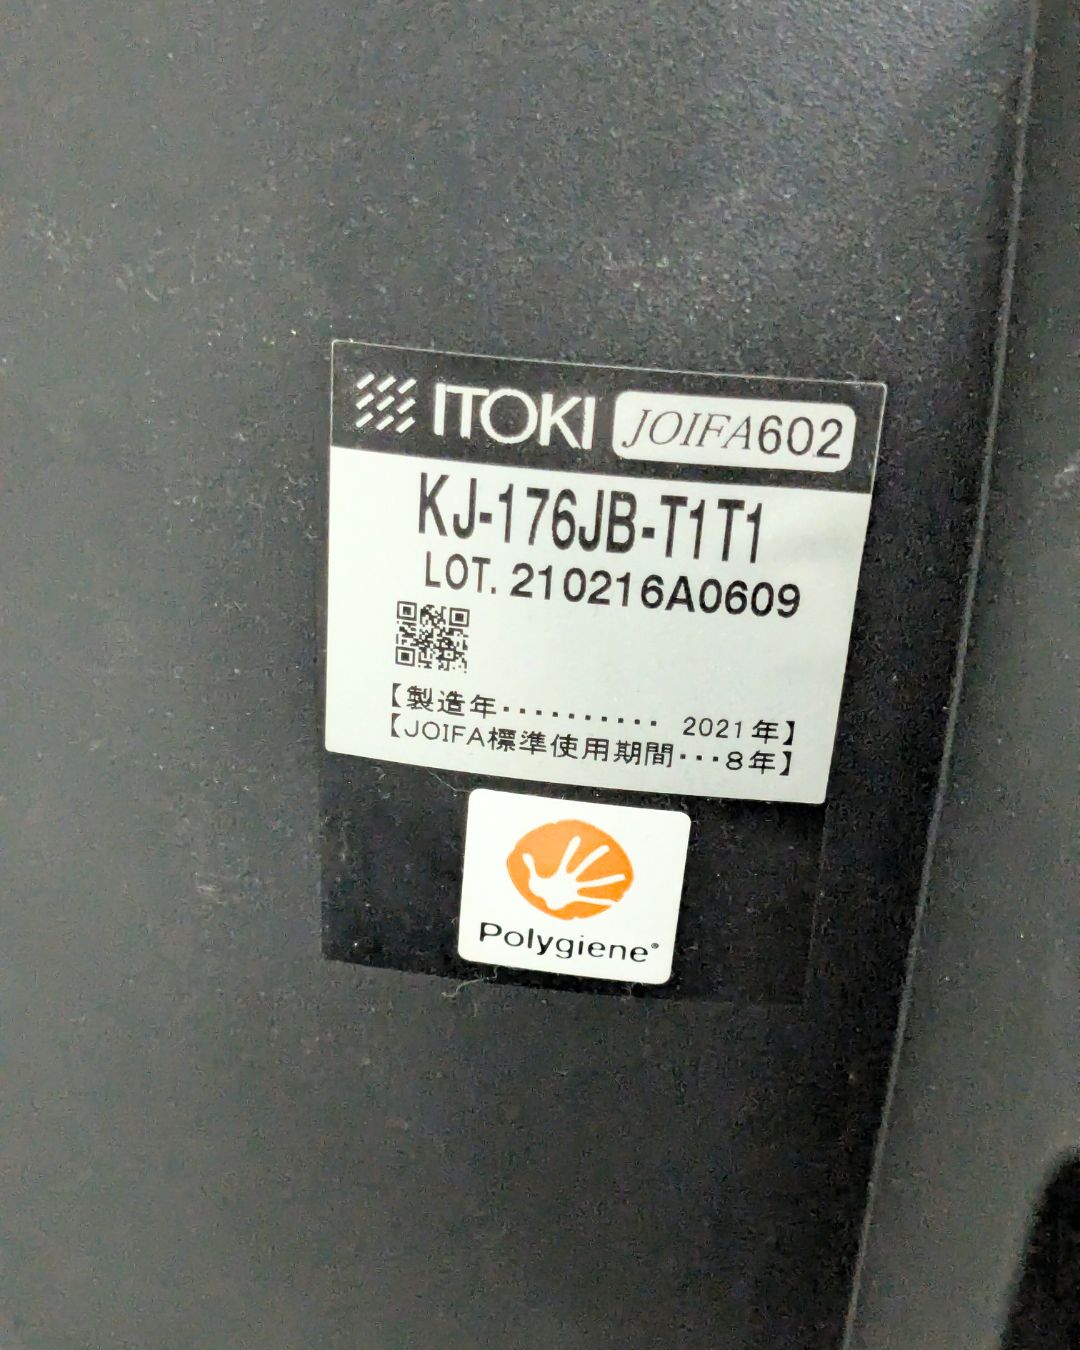 ITOKI JOIFA602
KJ-176JB-T1T1
LOT. 210216A0609
【製造年.......... 2021年】
【JOIFA標準使用期間・・・8年】
Polygiene®